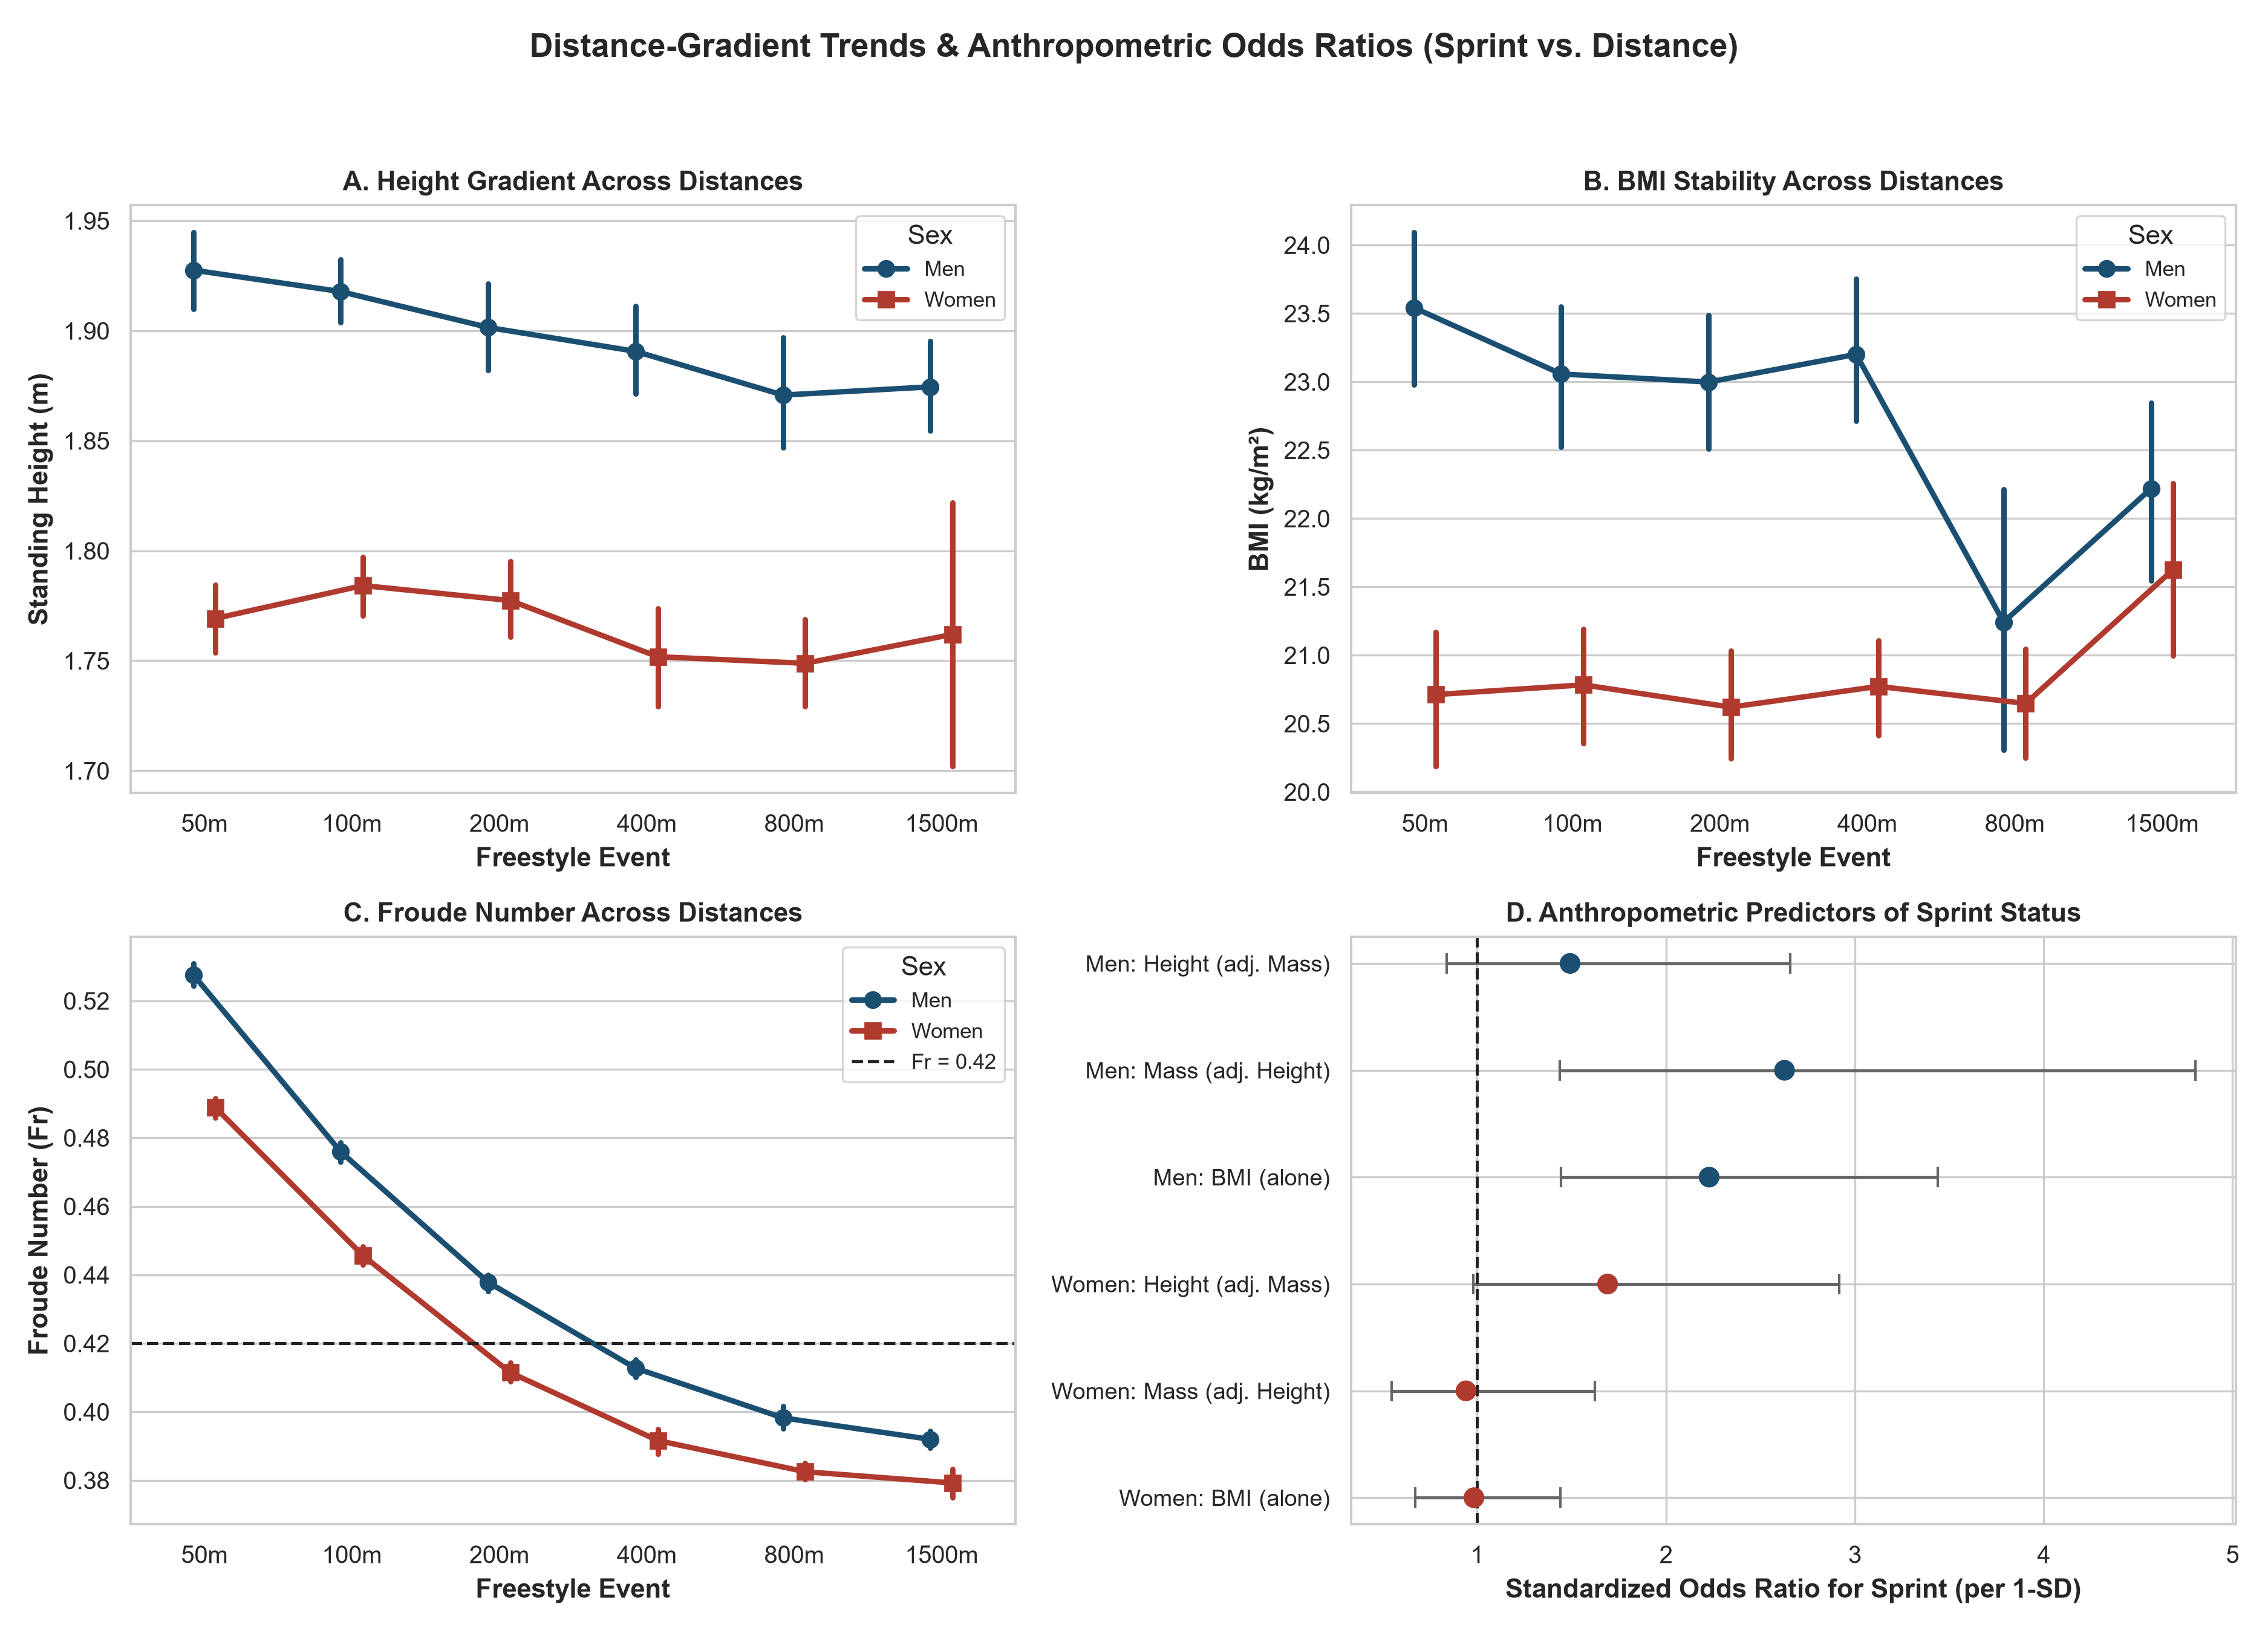 Distance-Gradient Trends & Anthropometric Odds Ratios (Sprint vs. Distance)
A. Height Gradient Across Distances
Standing Height (m)
1.95
1.90
1.85
1.80
1.75
1.70
Sex
Men
Women
50m 100m 200m 400m 800m 1500m
Freestyle Event
B. BMI Stability Across Distances
BMI (kg/m²)
24.0
23.5
23.0
22.5
22.0
21.5
21.0
20.5
20.0
Sex
Men
Women
50m 100m 200m 400m 800m 1500m
Freestyle Event
C. Froude Number Across Distances
Froude Number (Fr)
0.52
0.50
0.48
0.46
0.44
0.42
0.40
0.38
Sex
Men
Women
Fr = 0.42
50m 100m 200m 400m 800m 1500m
Freestyle Event
D. Anthropometric Predictors of Sprint Status
Men: Height (adj. Mass)
Men: Mass (adj. Height)
Men: BMI (alone)
Women: Height (adj. Mass)
Women: Mass (adj. Height)
Women: BMI (alone)
1 2 3 4 5
Standardized Odds Ratio for Sprint (per 1-SD)